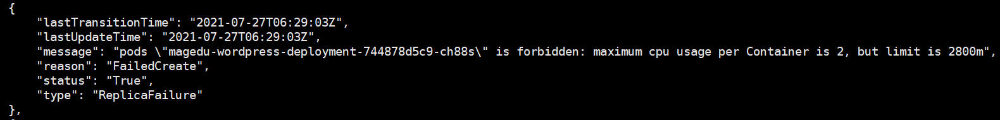 {
    "lastTransitionTime": "2021-07-27T06:29:03Z",
    "lastUpdateTime": "2021-07-27T06:29:03Z",
    "message": "pods \"magedu-wordpress-deployment-744878d5c9-ch88s\" is forbidden: maximum cpu usage per Container is 2, but limit is 2800m",
    "reason": "FailedCreate",
    "status": "True",
    "type": "ReplicaFailure"
},